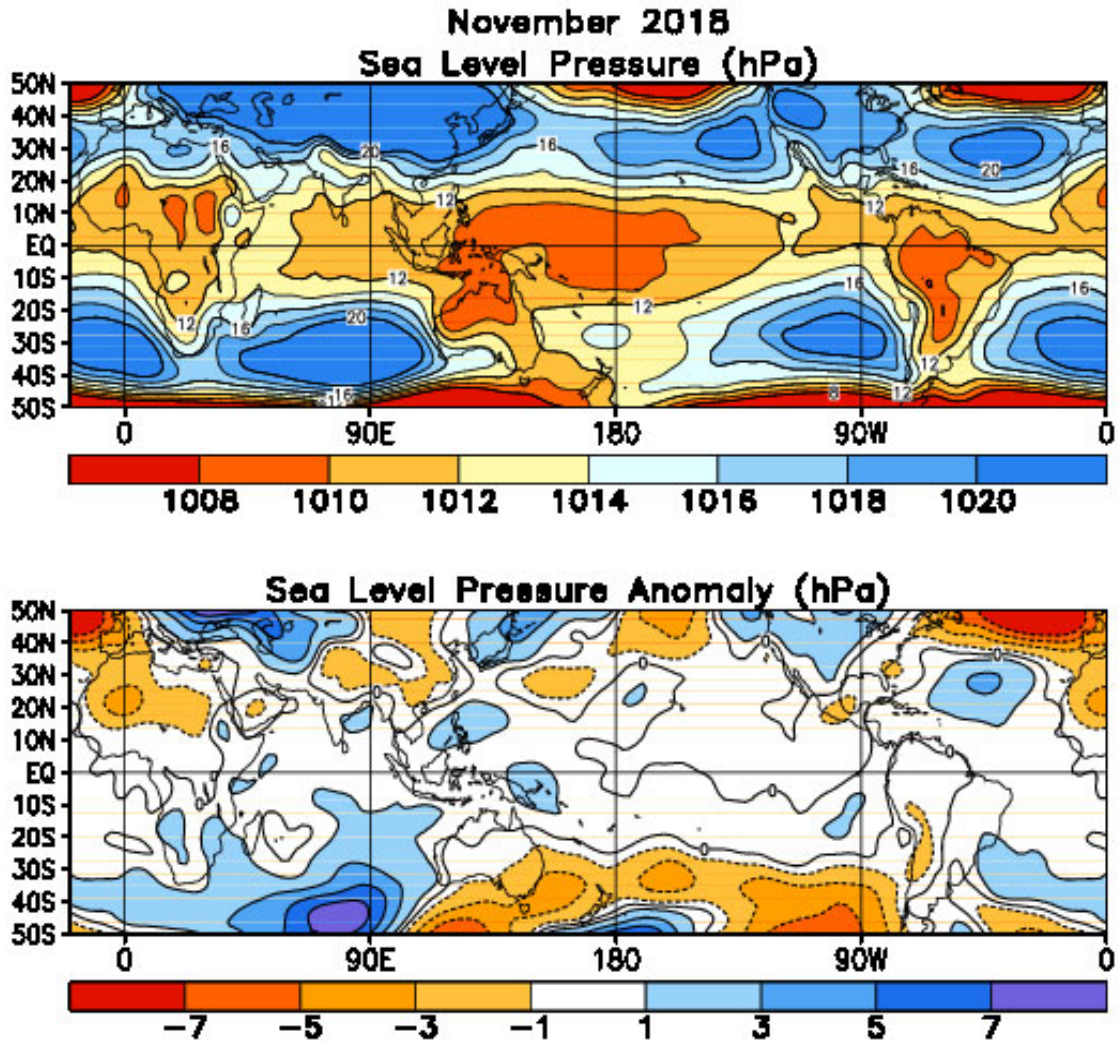 November 2018
Sea Level Pressure (hPa)
50N
40N
30N 16 20 16
20N 16 20
10N 12 12
EQ
10S 12 16 16
20S 12 16 20 12
30S
40S 12
50S 16 8 12
0 90E 180 90W 0
1008 1010 1012 1014 1016 1018 1020
Sea Level Pressure Anomaly (hPa)
50N
40N 0 0
30N
20N 0
10N 0
EQ 0
10S 0
20S 0
30S
40S
50S
0 90E 180 90W 0
−7 −5 −3 −1 1 3 5 7